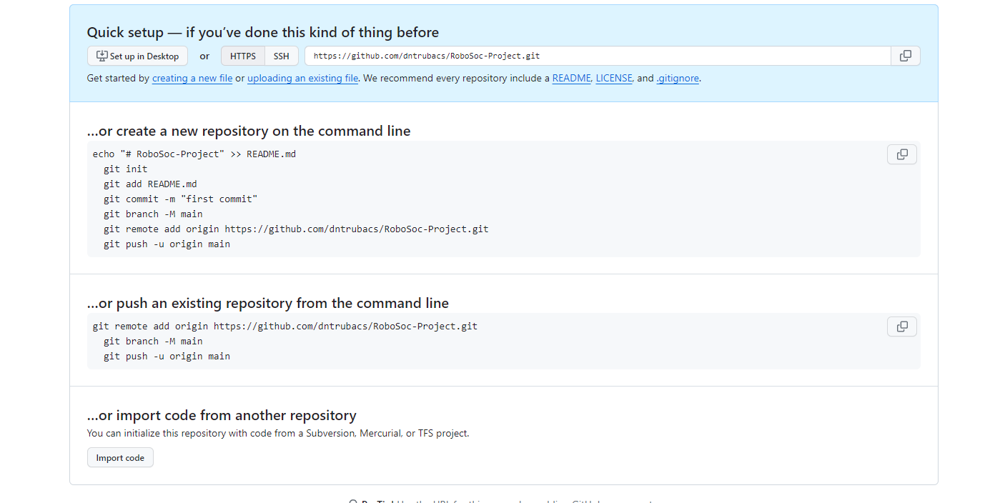 Quick setup — if you’ve done this kind of thing before
Set up in Desktop or HTTPS SSH https://github.com/dntrubacs/RoboSoc-Project.git
Get started by creating a new file or uploading an existing file. We recommend every repository include a README, LICENSE, and .gitignore.
…or create a new repository on the command line
echo "# RoboSoc-Project" >> README.md
git init
git add README.md
git commit -m "first commit"
git branch -M main
git remote add origin https://github.com/dntrubacs/RoboSoc-Project.git
git push -u origin main
…or push an existing repository from the command line
git remote add origin https://github.com/dntrubacs/RoboSoc-Project.git
git branch -M main
git push -u origin main
…or import code from another repository
You can initialize this repository with code from a Subversion, Mercurial, or TFS project.
Import code